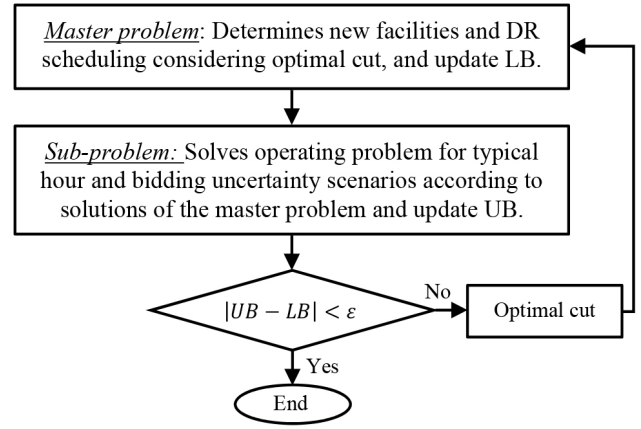 Master problem: Determines new facilities and DR
scheduling considering optimal cut, and update LB.
Sub-problem: Solves operating problem for typical
hour and bidding uncertainty scenarios according to
solutions of the master problem and update UB.
|UB − LB| < ε
No
Optimal cut
Yes
End